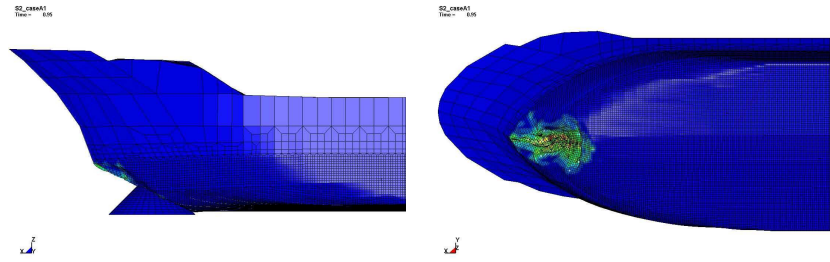 S2_caseA1
Time = 0.95
Z
X Y
S2_caseA1
Time = 0.95
Y
X Z